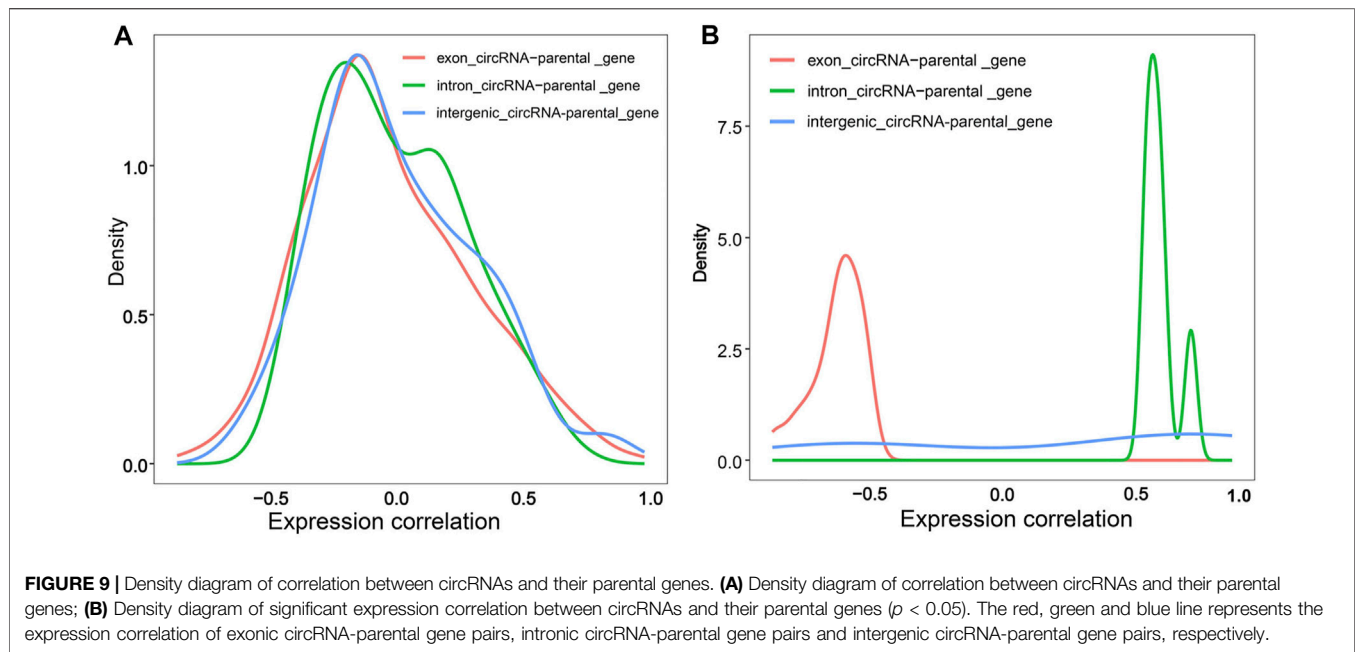 A
exon_circRNA−parental _gene
intron_circRNA−parental _gene
intergenic_circRNA-parental_gene
1.0
0.5
0.0
Density
−0.5
0.0
0.5
1.0
Expression correlation
B
exon_circRNA−parental _gene
intron_circRNA−parental _gene
intergenic_circRNA-parental_gene
7.5
5.0
2.5
0.0
Density
−0.5
0.0
0.5
1.0
Expression correlation
FIGURE 9 | Density diagram of correlation between circRNAs and their parental genes. (A) Density diagram of correlation between circRNAs and their parental
genes; (B) Density diagram of significant expression correlation between circRNAs and their parental genes (p < 0.05). The red, green and blue line represents the
expression correlation of exonic circRNA-parental gene pairs, intronic circRNA-parental gene pairs and intergenic circRNA-parental gene pairs, respectively.